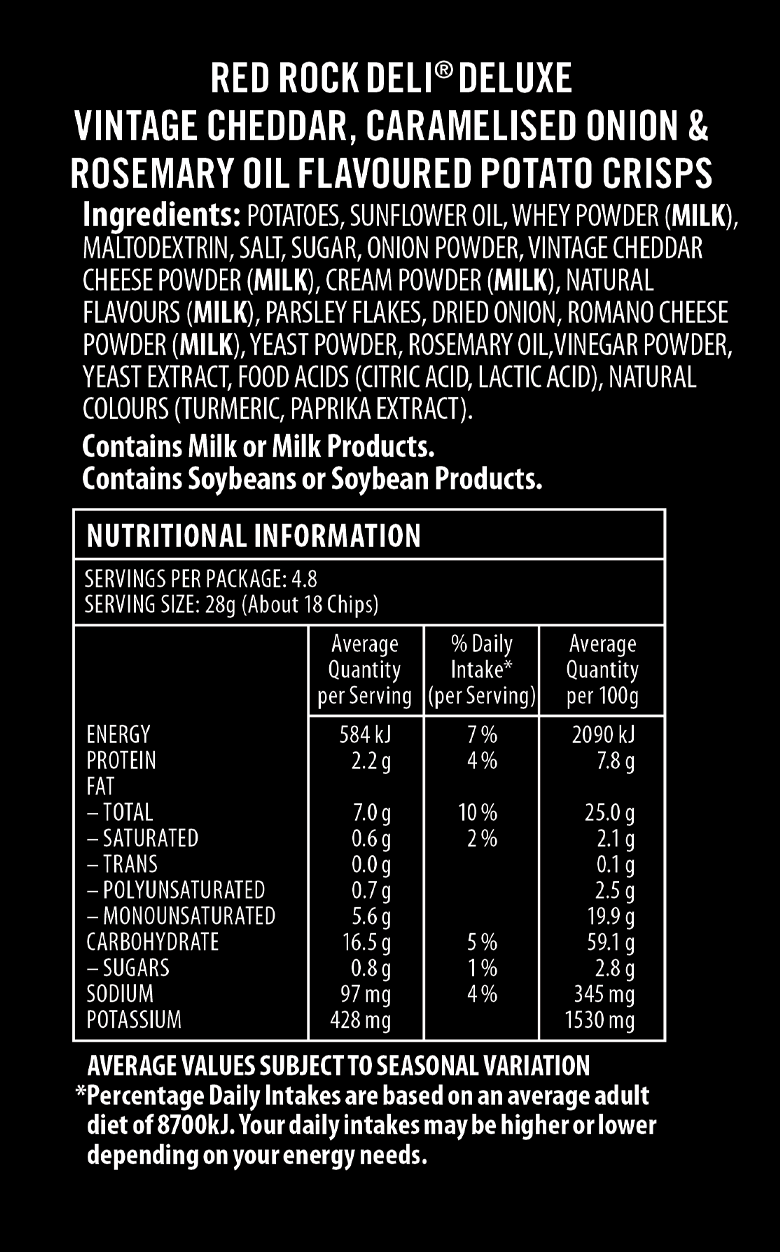 RED ROCK DELI® DELUXE
VINTAGE CHEDDAR, CARAMELISED ONION &
ROSEMARY OIL FLAVOURED POTATO CRISPS
Ingredients: POTATOES, SUNFLOWER OIL, WHEY POWDER (MILK),
MALTODEXTRIN, SALT, SUGAR, ONION POWDER, VINTAGE CHEDDAR
CHEESE POWDER (MILK), CREAM POWDER (MILK), NATURAL
FLAVOURS (MILK), PARSLEY FLAKES, DRIED ONION, ROMANO CHEESE
POWDER (MILK), YEAST POWDER, ROSEMARY OIL,VINEGAR POWDER,
YEAST EXTRACT, FOOD ACIDS (CITRIC ACID, LACTIC ACID), NATURAL
COLOURS (TURMERIC, PAPRIKA EXTRACT).
Contains Milk or Milk Products.
Contains Soybeans or Soybean Products.
NUTRITIONAL INFORMATION
SERVINGS PER PACKAGE: 4.8
SERVING SIZE: 28g (About 18 Chips)
Average % Daily Average
Quantity Intake* Quantity
per Serving (per Serving) per 100g
ENERGY 584 kJ 7 % 2090 kJ
PROTEIN 2.2 g 4 % 7.8 g
FAT
– TOTAL 7.0 g 10 % 25.0 g
– SATURATED 0.6 g 2 % 2.1 g
– TRANS 0.0 g 0.1 g
– POLYUNSATURATED 0.7 g 2.5 g
– MONOUNSATURATED 5.6 g 19.9 g
CARBOHYDRATE 16.5 g 5 % 59.1 g
– SUGARS 0.8 g 1 % 2.8 g
SODIUM 97 mg 4 % 345 mg
POTASSIUM 428 mg 1530 mg
AVERAGE VALUES SUBJECT TO SEASONAL VARIATION
*Percentage Daily Intakes are based on an average adult
diet of 8700kJ. Your daily intakes may be higher or lower
depending on your energy needs.